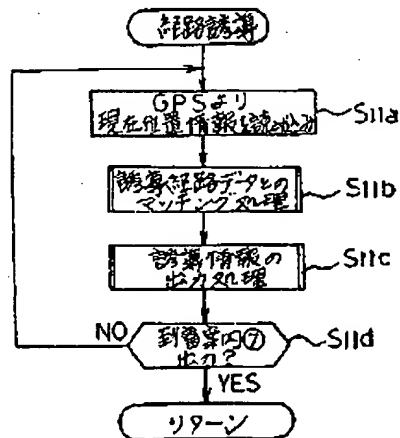 経路誘導
GPSより
現在位置情報を読み込み
S11a
誘導経路データとの
マッチング処理
S11b
誘導情報の
出力処理
S11c
到着案内⑦
出力？
S11d
NO
YES
リターン